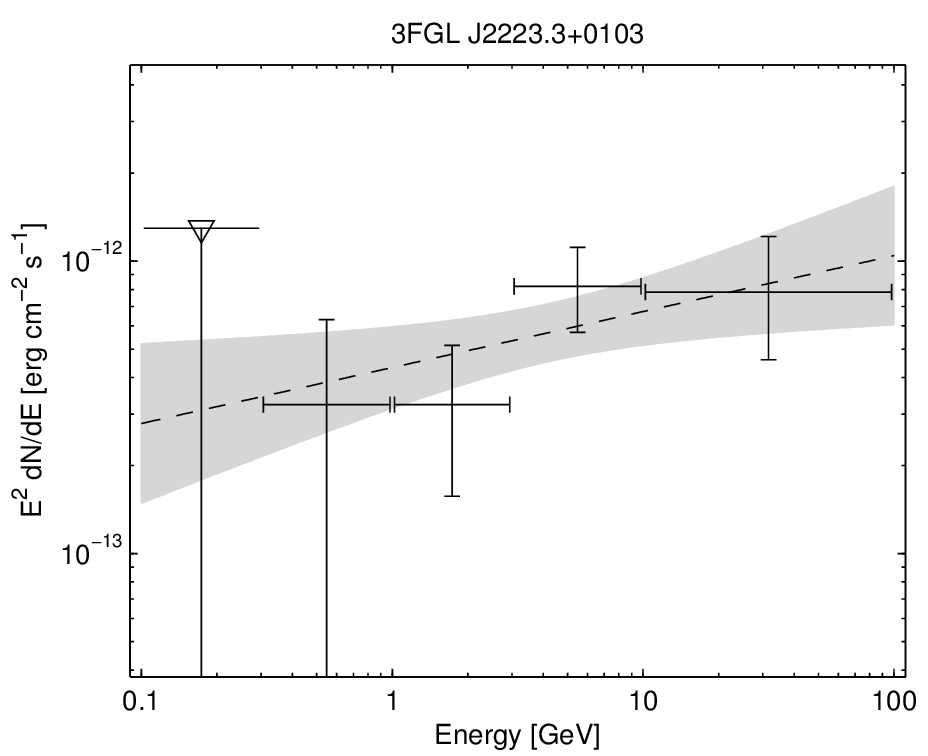 3FGL J2223.3+0103
E² dN/dE [erg cm⁻² s⁻¹]
10⁻¹²
10⁻¹³
0.1 1 10 100
Energy [GeV]